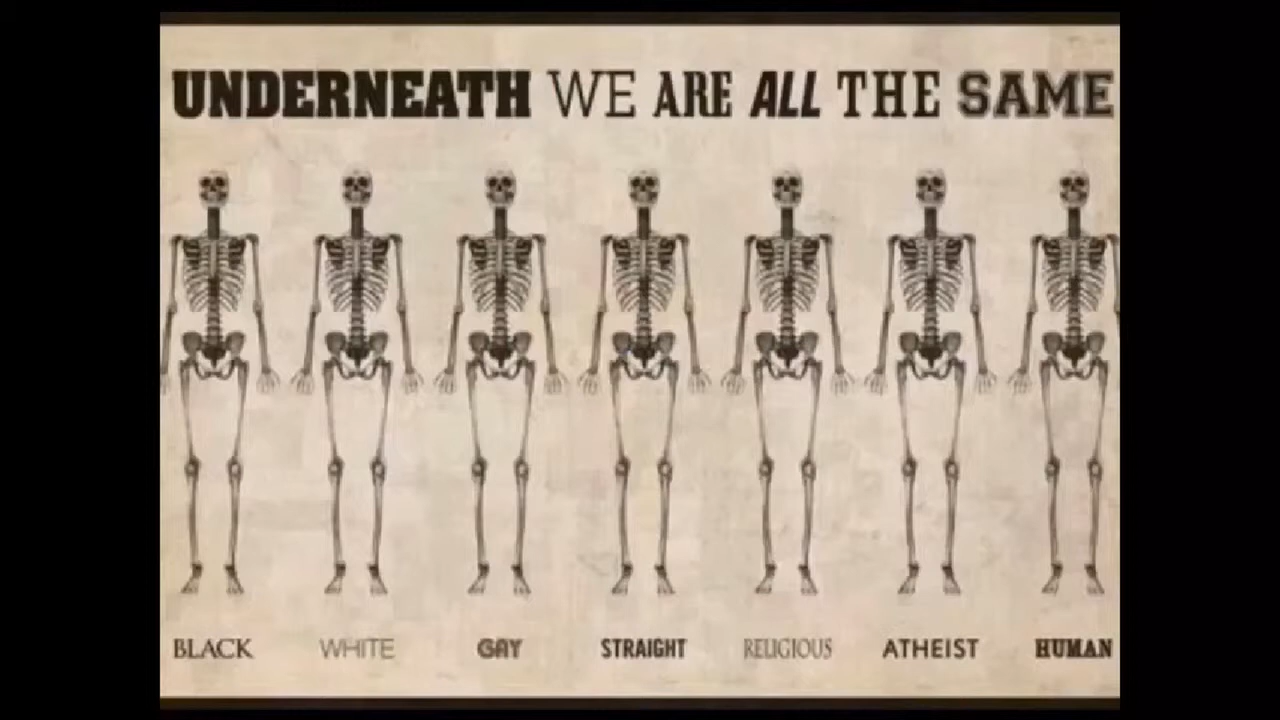 UNDERNEATH WE ARE ALL THE SAME
BLACK WHITE GAY STRAIGHT RELIGIOUS ATHEIST HUMAN